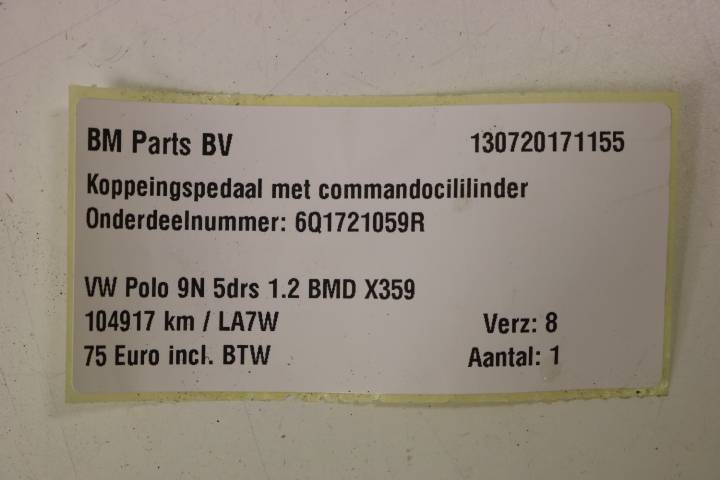 BM Parts BV 130720171155
Koppeingspedaal met commandocililinder
Onderdeelnummer: 6Q1721059R
VW Polo 9N 5drs 1.2 BMD X359
104917 km / LA7W Verz: 8
75 Euro incl. BTW Aantal: 1